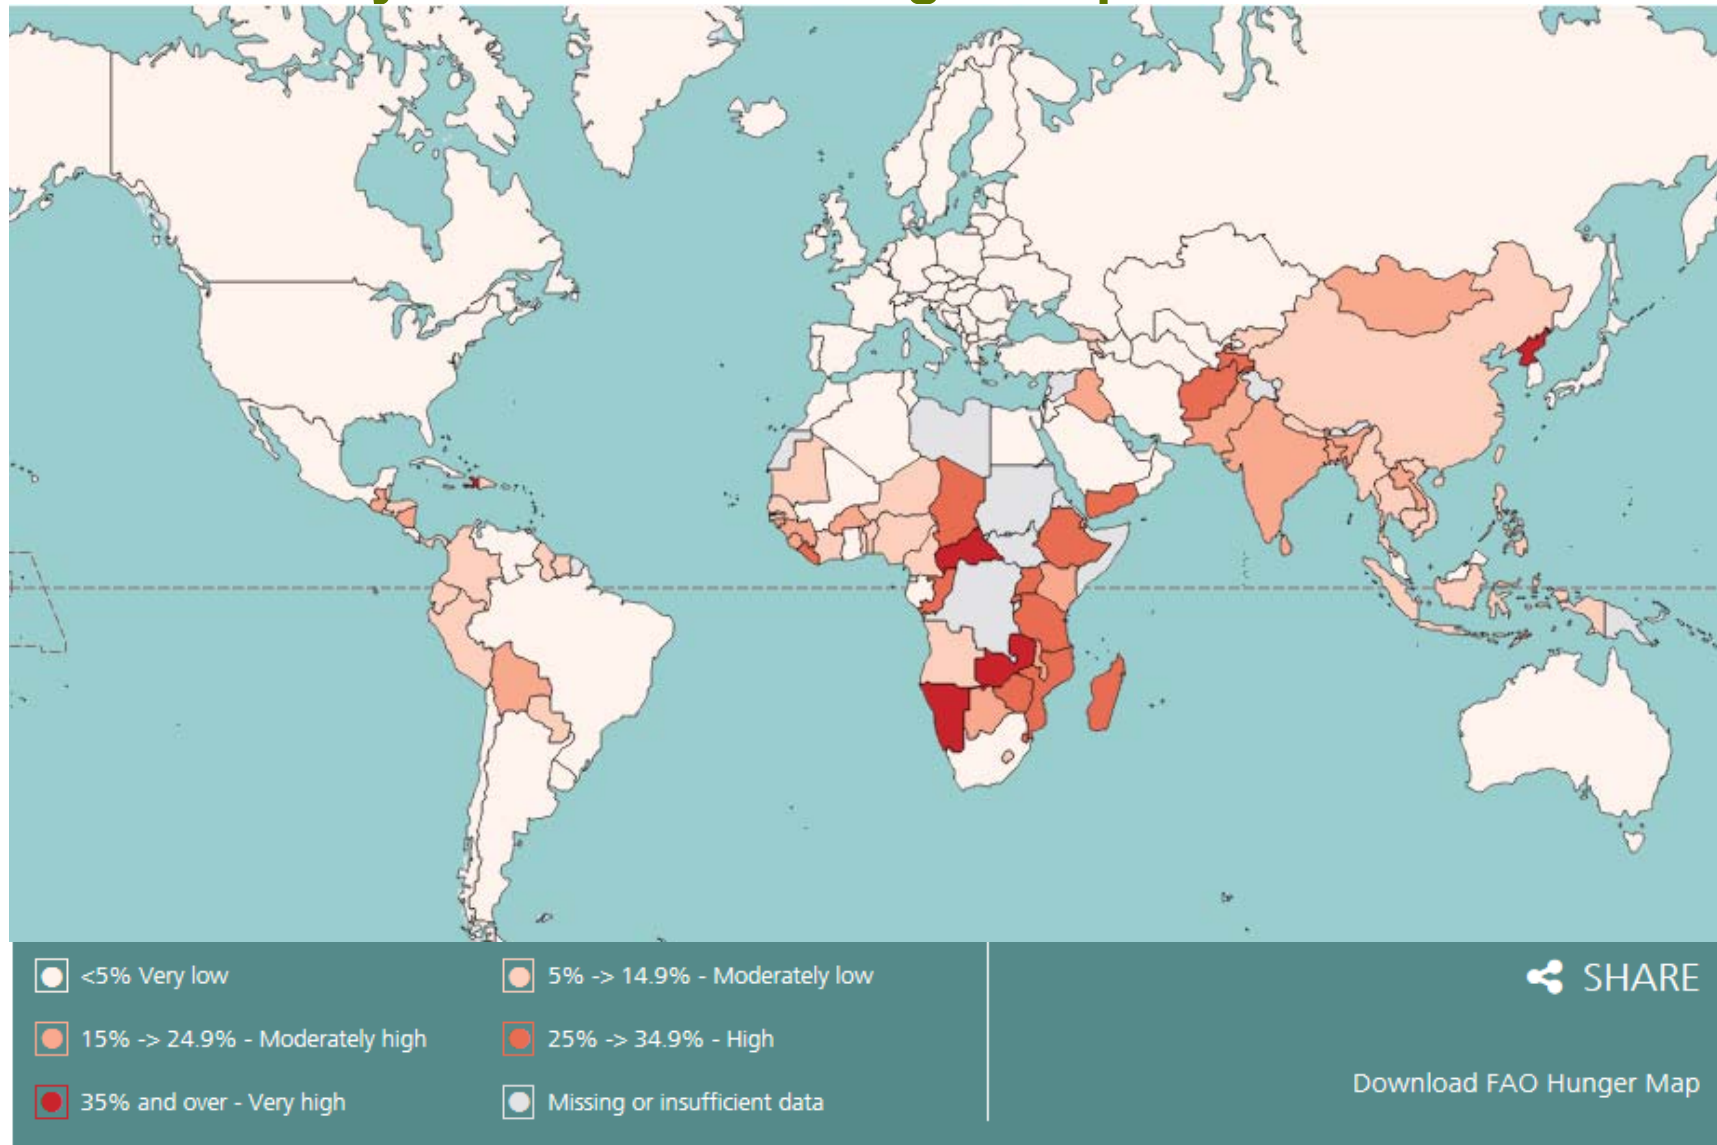 <5% Very low
5% -> 14.9% - Moderately low
15% -> 24.9% - Moderately high
25% -> 34.9% - High
35% and over - Very high
Missing or insufficient data
SHARE
Download FAO Hunger Map